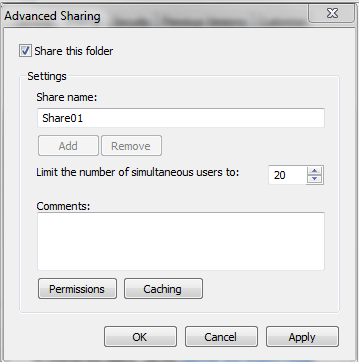 Advanced Sharing
Share this folder
Settings
Share name:
Share01
Add Remove
Limit the number of simultaneous users to: 20
Comments:
Permissions Caching
OK Cancel Apply